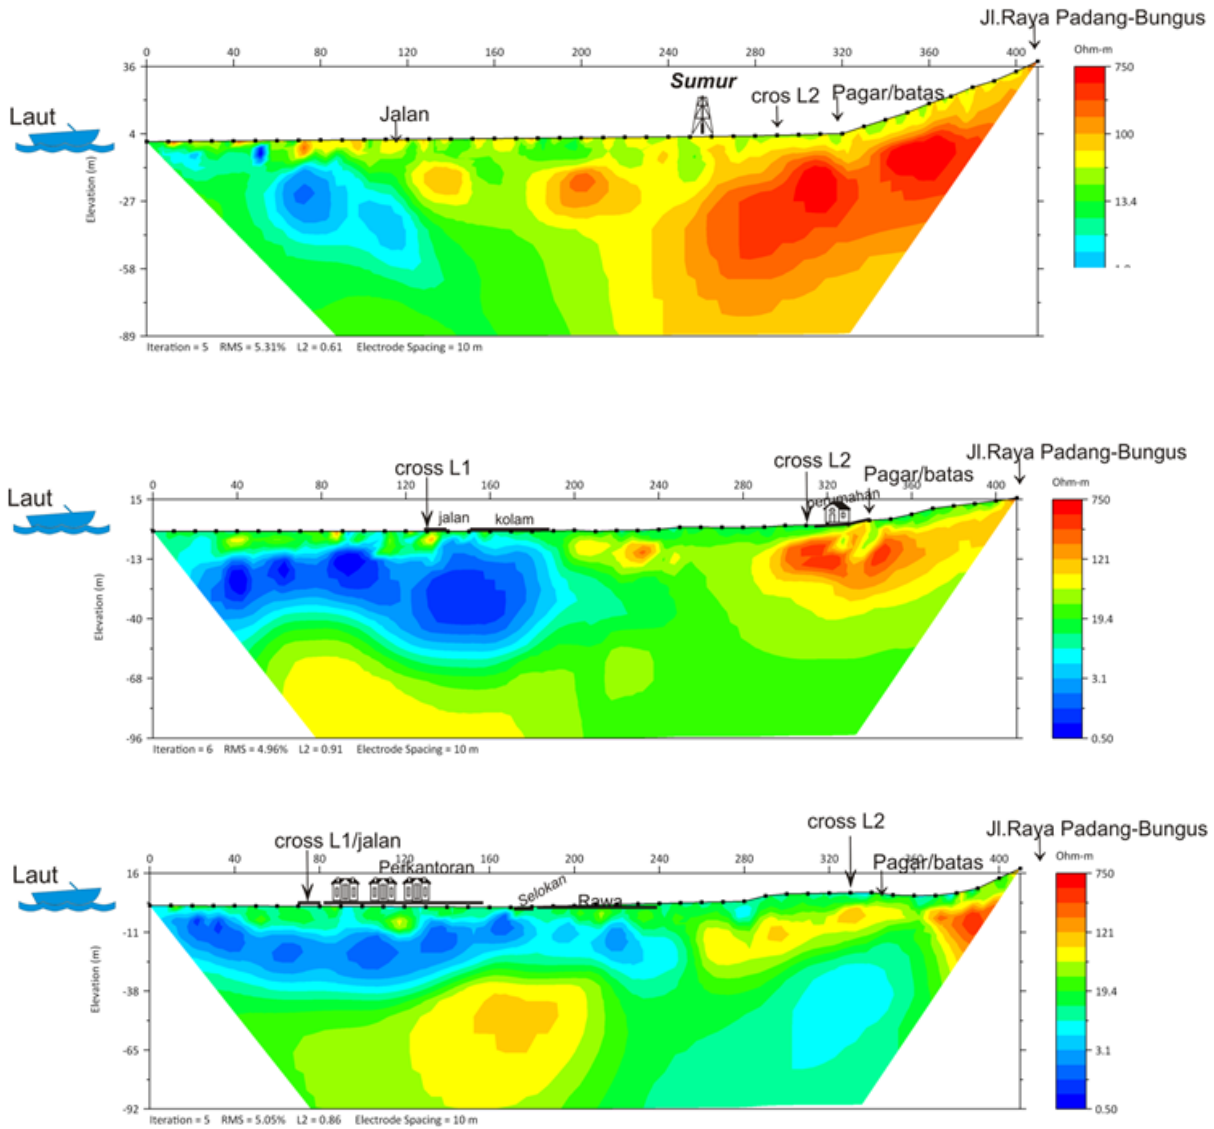 Jl.Raya Padang-Bungus
0 40 80 120 160 200 240 280 320 360 400
Ohm-m
36
750
Sumur
cros L2
Pagar/batas
Laut
Jalan
4
100
Elevation (m)
-27
13.4
-58
-89
Iteration = 5 RMS = 5.31% L2 = 0.61 Electrode Spacing = 10 m
cross L1
cross L2
Jl.Raya Padang-Bungus
Pagar/batas
0 40 80 120 160 200 240 280 320 360 400
Ohm-m
Laut
15
perumahan
750
jalan
kolam
-13
121
Elevation (m)
-40
19.4
-68
3.1
-96
0.50
Iteration = 6 RMS = 4.96% L2 = 0.91 Electrode Spacing = 10 m
cross L2
Jl.Raya Padang-Bungus
cross L1/jalan
0 40 80 120 160 200 240 280 320 360 400
Pagar/batas
Ohm-m
Laut
Perkantoran
16
750
Selokan
Rawa
-11
121
Elevation (m)
-38
19.4
-65
3.1
-92
0.50
Iteration = 5 RMS = 5.05% L2 = 0.86 Electrode Spacing = 10 m